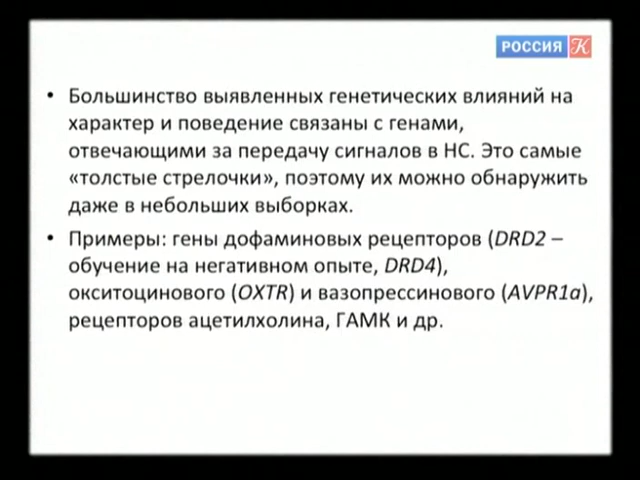 РОССИЯ К
• Большинство выявленных генетических влияний на
характер и поведение связаны с генами,
отвечающими за передачу сигналов в НС. Это самые
«толстые стрелочки», поэтому их можно обнаружить
даже в небольших выборках.
• Примеры: гены дофаминовых рецепторов (DRD2 –
обучение на негативном опыте, DRD4),
окситоцинового (OXTR) и вазопрессинового (AVPR1a),
рецепторов ацетилхолина, ГАМК и др.